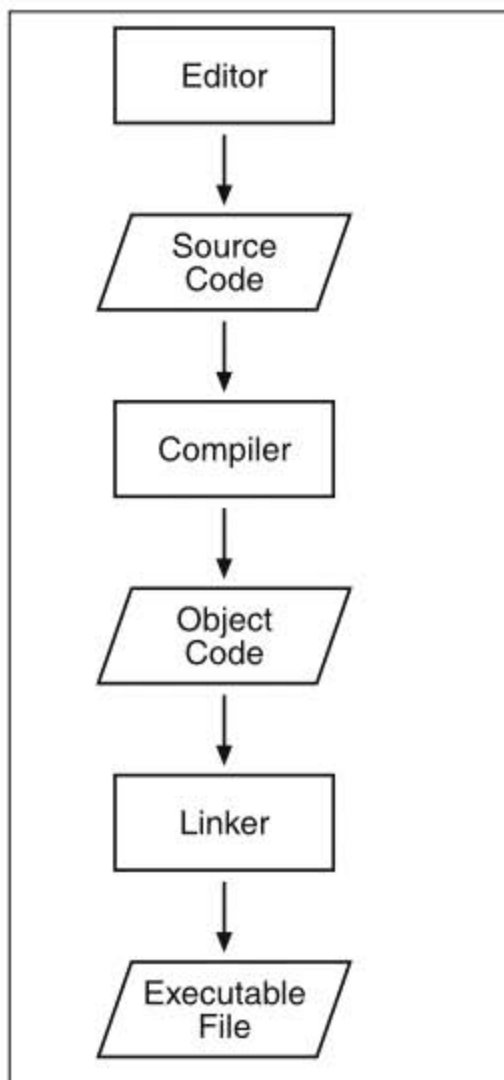 Editor
Source
Code
Compiler
Object
Code
Linker
Executable
File